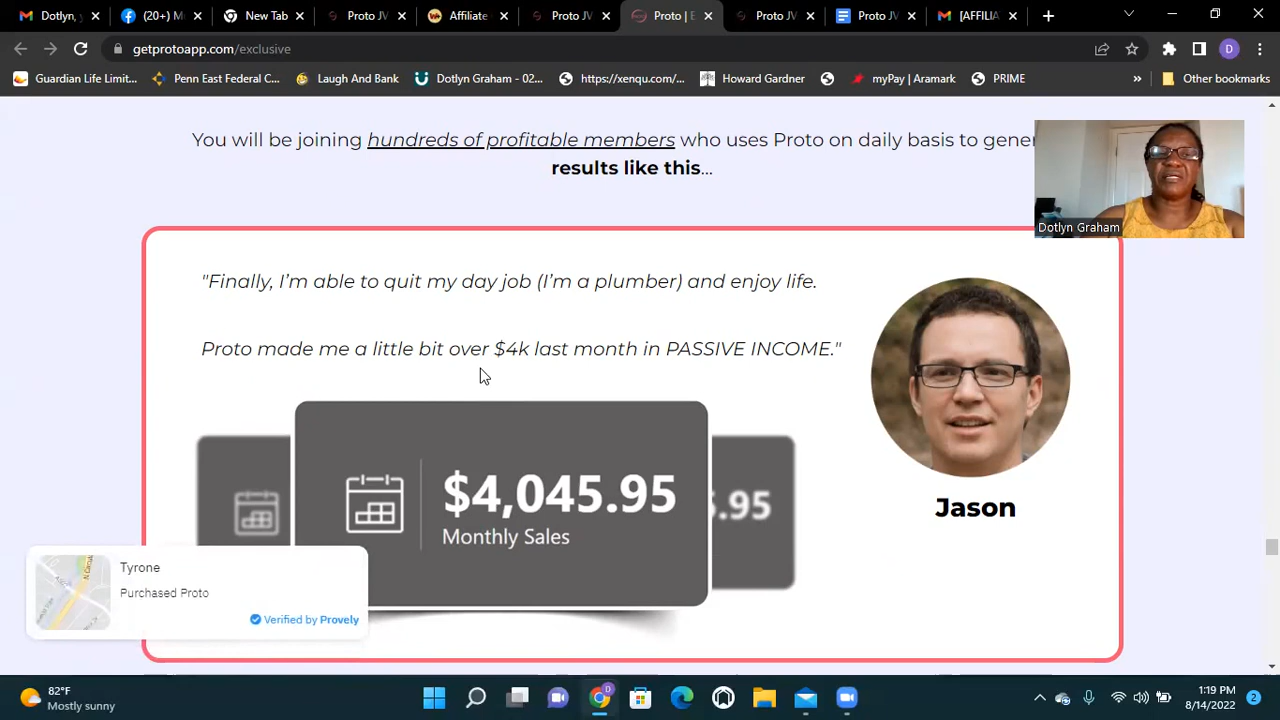 Dotlyn, y
(20+) M
New Tab
Proto JV
Affiliate
Proto JV
Proto | E
Proto JV
Proto JV
[AFFILIA
getprotoapp.com/exclusive
D
Guardian Life Limit...
Penn East Federal C...
Laugh And Bank
Dotlyn Graham - 02...
https://xenqu.com/...
Howard Gardner
myPay | Aramark
PRIME
»
Other bookmarks
You will be joining hundreds of profitable members who uses Proto on daily basis to gener
results like this...
Dotlyn Graham
"Finally, I'm able to quit my day job (I'm a plumber) and enjoy life.
Proto made me a little bit over $4k last month in PASSIVE INCOME."
$4,045.95
Monthly Sales
5.95
Jason
Tyrone
Purchased Proto
Verified by Provely
82°F
Mostly sunny
1:19 PM
8/14/2022
2